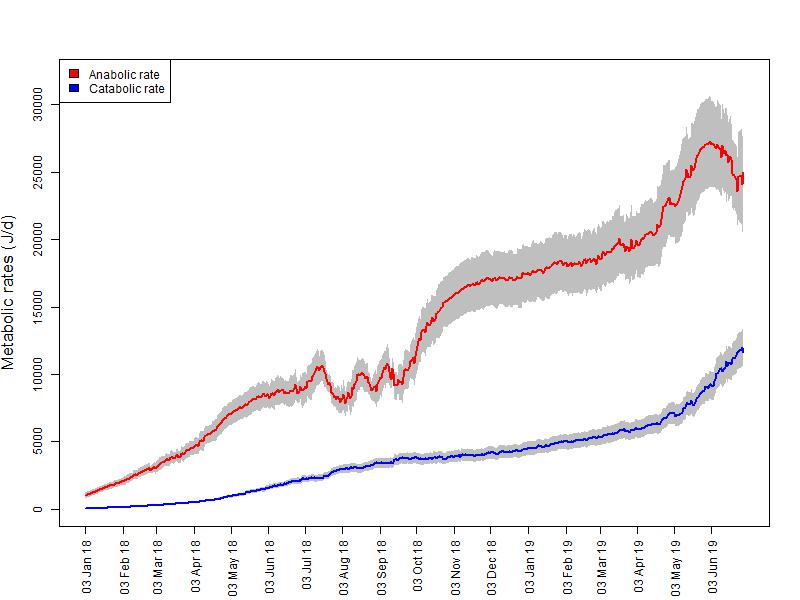 Anabolic rate
Catabolic rate
Metabolic rates (J/d)
30000
25000
20000
15000
10000
5000
0
03 Jan 18
03 Feb 18
03 Mar 18
03 Apr 18
03 May 18
03 Jun 18
03 Jul 18
03 Aug 18
03 Sep 18
03 Oct 18
03 Nov 18
03 Dec 18
03 Jan 19
03 Feb 19
03 Mar 19
03 Apr 19
03 May 19
03 Jun 19